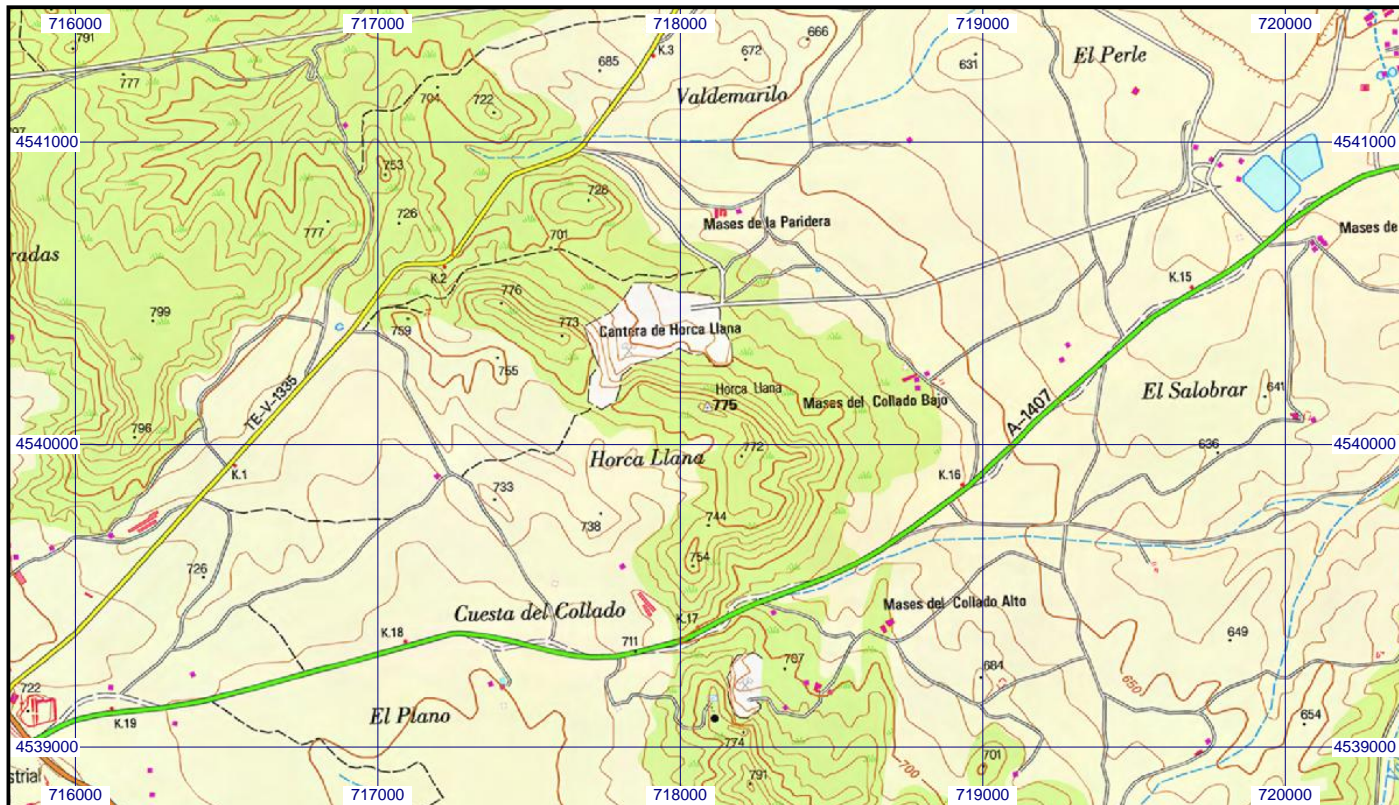 716000
717000
718000
719000
720000
791
777
685
K.3
672
666
631
El Perle
704
722
Valdemarilo
4541000
4541000
753
728
726
777
701
Mases de la Paridera
Mases de
radas
K.2
K.15
776
799
773
759
Cantera de Horca Llana
755
TE-V-1335
Horca Llana
775
Mases del Collado Bajo
El Salobrar
641
A-1407
796
4540000
4540000
772
636
Horca Llana
K.1
K.16
733
738
744
754
726
Cuesta del Collado
Mases del Collado Alto
K.18
K.17
711
649
707
684
650
722
El Plano
K.19
654
774
4539000
4539000
701
700
791
strial
716000
717000
718000
719000
720000